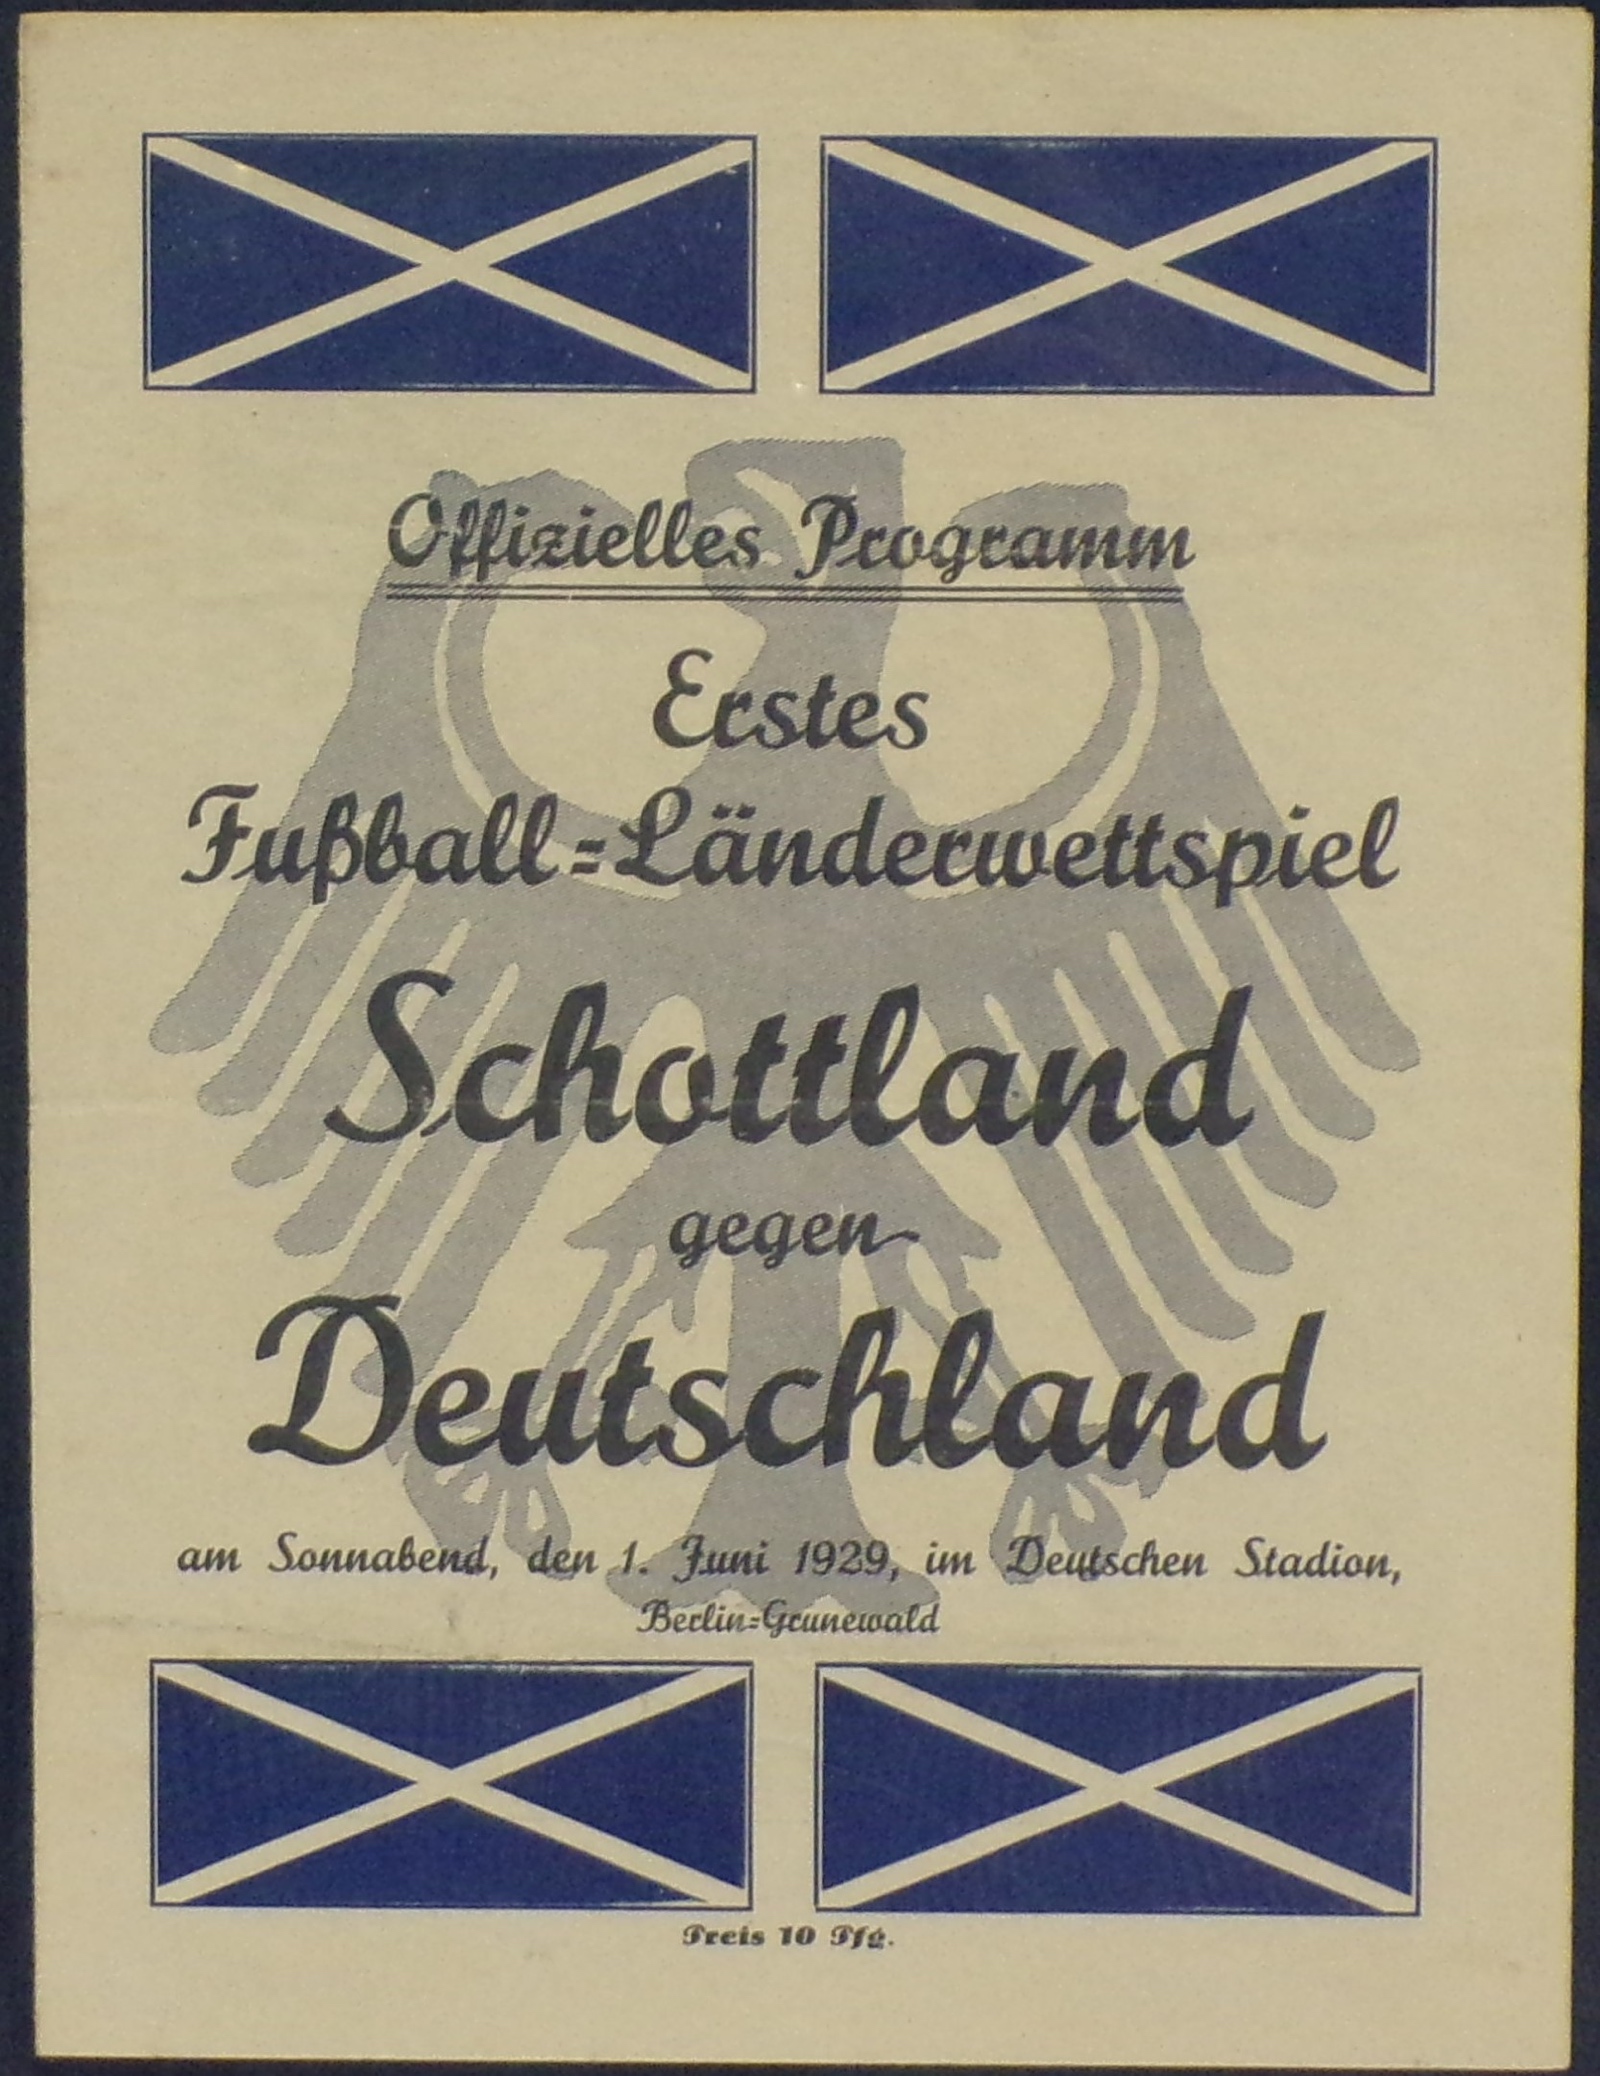 Offizielles Programm
Erstes
Fußball=Länderwettspiel
Schottland
gegen
Deutschland
am Sonnabend, den 1. Juni 1929, im Deutschen Stadion,
Berlin=Grunewald
Preis 10 Pfg.